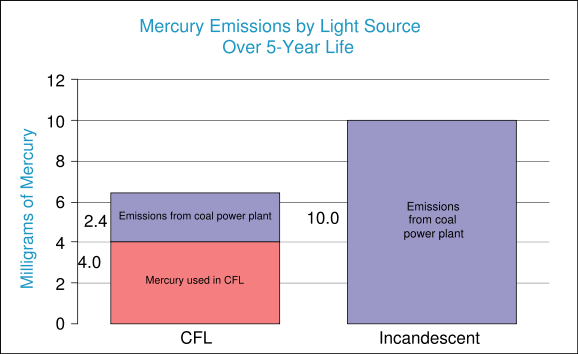 Mercury Emissions by Light Source
Over 5-Year Life
Milligrams of Mercury
12
10
8
6
4
2
0
2.4
4.0
Emissions from coal power plant
Mercury used in CFL
10.0
Emissions
from coal
power plant
CFL
Incandescent